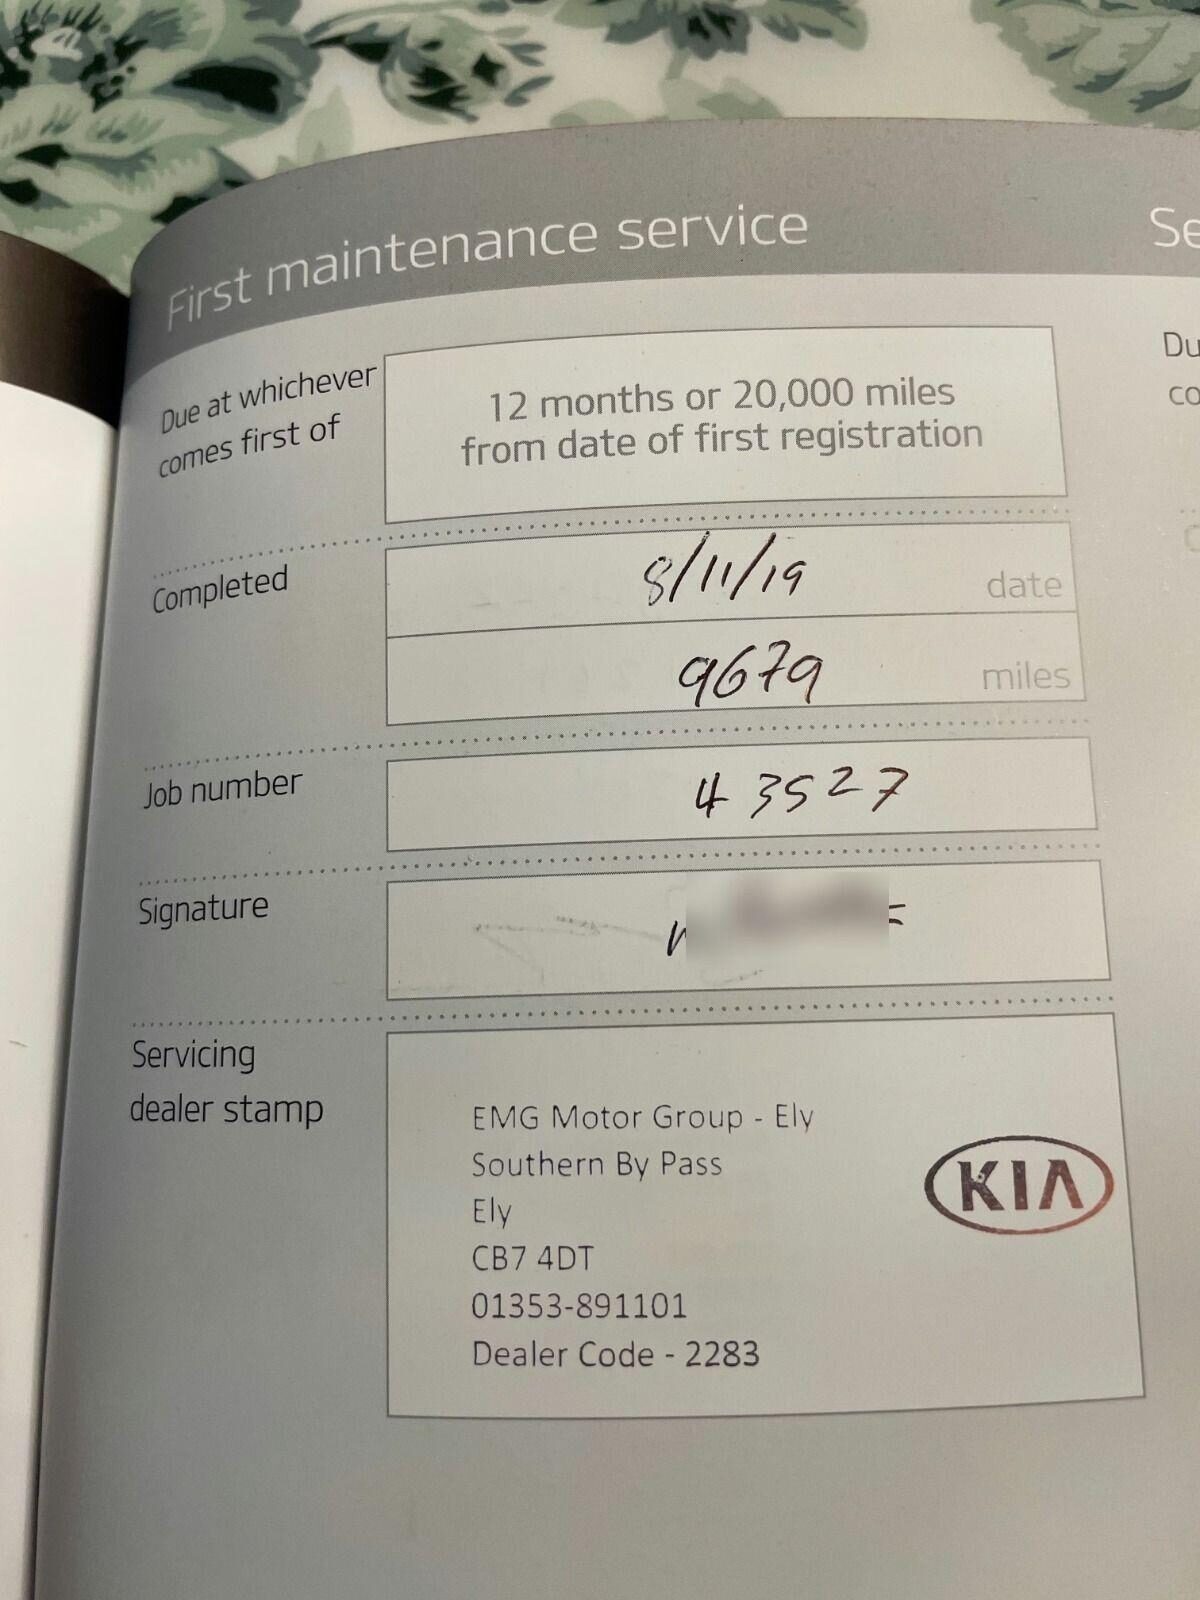 First maintenance service
Se
Due at whichever
comes first of
12 months or 20,000 miles
from date of first registration
Du
co
Completed
8/11/19 date
9679 miles
Job number
43527
Signature
Servicing
dealer stamp
EMG Motor Group - Ely
Southern By Pass
Ely
CB7 4DT
01353-891101
Dealer Code - 2283
KIA